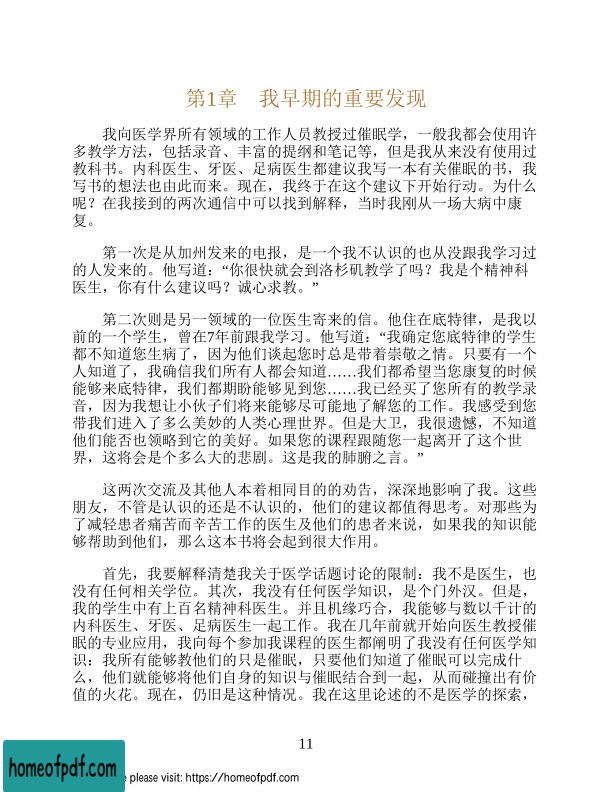 第1章　我早期的重要发现
我向医学界所有领域的工作人员教授过催眠学，一般我都会使用许
多教学方法，包括录音、丰富的提纲和笔记等，但是我从来没有使用过
教科书。内科医生、牙医、足病医生都建议我写一本有关催眠的书，我
写书的想法也由此而来。现在，我终于在这个建议下开始行动。为什么
呢？在我接到的两次通信中可以找到解释，当时我刚从一场大病中康
复。
第一次是从加州发来的电报，是一个我不认识的也从没跟我学习过
的人发来的。他写道：“你很快就会到洛杉矶教学了吗？我是个精神科
医生，你有什么建议吗？诚心求教。”
第二次则是另一领域的一位医生寄来的信。他住在底特律，是我以
前的一个学生，曾在7年前跟我学习。他写道：“我确定您底特律的学生
都不知道您生病了，因为他们谈起您时总是带着崇敬之情。只要有一个
人知道了，我确信我们所有人都会知道……我们都希望当您康复的时候
能够来底特律，我们都期盼能够见到您……我已经买了您所有的教学录
音，因为我想让小伙子们将来能够尽可能地了解您的工作。我感受到您
带我们进入了多么美妙的人类心理世界。但是大卫，我很遗憾，不知道
他们能否也领略到它的美好。如果您的课程跟随您一起离开了这个世
界，这将会是个多么大的悲剧。这是我的肺腑之言。”
这两次交流及其他人本着相同目的的劝告，深深地影响了我。这些
朋友，不管是认识的还是不认识的，他们的建议都值得思考。对那些为
了减轻患者痛苦而辛苦工作的医生及他们的患者来说，如果我的知识能
够帮助到他们，那么这本书将会起到很大作用。
首先，我要解释清楚我关于医学话题讨论的限制：我不是医生，也
没有任何相关学位。其次，我没有任何医学知识，是个门外汉。但是，
我的学生中有上百名精神科医生。并且机缘巧合，我能够与数以千计的
内科医生、牙医、足病医生一起工作。我在几年前就开始向医生教授催
眠的专业应用，我向每个参加我课程的医生都阐明了我没有任何医学知
识：我所有能够教他们的只是催眠，只要他们知道了催眠可以完成什
么，他们就能够将他们自身的知识与催眠结合到一起，从而碰撞出有价
值的火花。现在，仍旧是这种情况。我在这里论述的不是医学的探索，
11
homeofpdf.com
please visit: https://homeofpdf.com